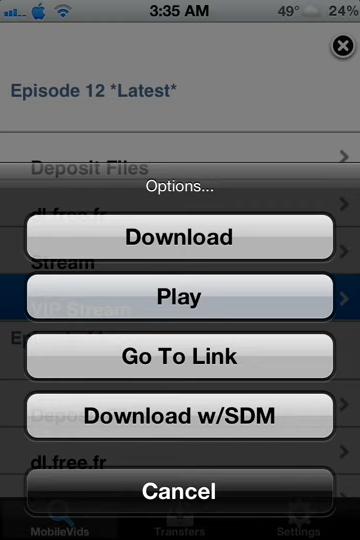 3:35 AM 49° 24%
Episode 12 *Latest*
Deposit Files
Options...
dl.free.fr
Download
Stream
Play
VIP Stream
Go To Link
Download w/SDM
dl.free.fr
Cancel
MobileVids Transfers Settings